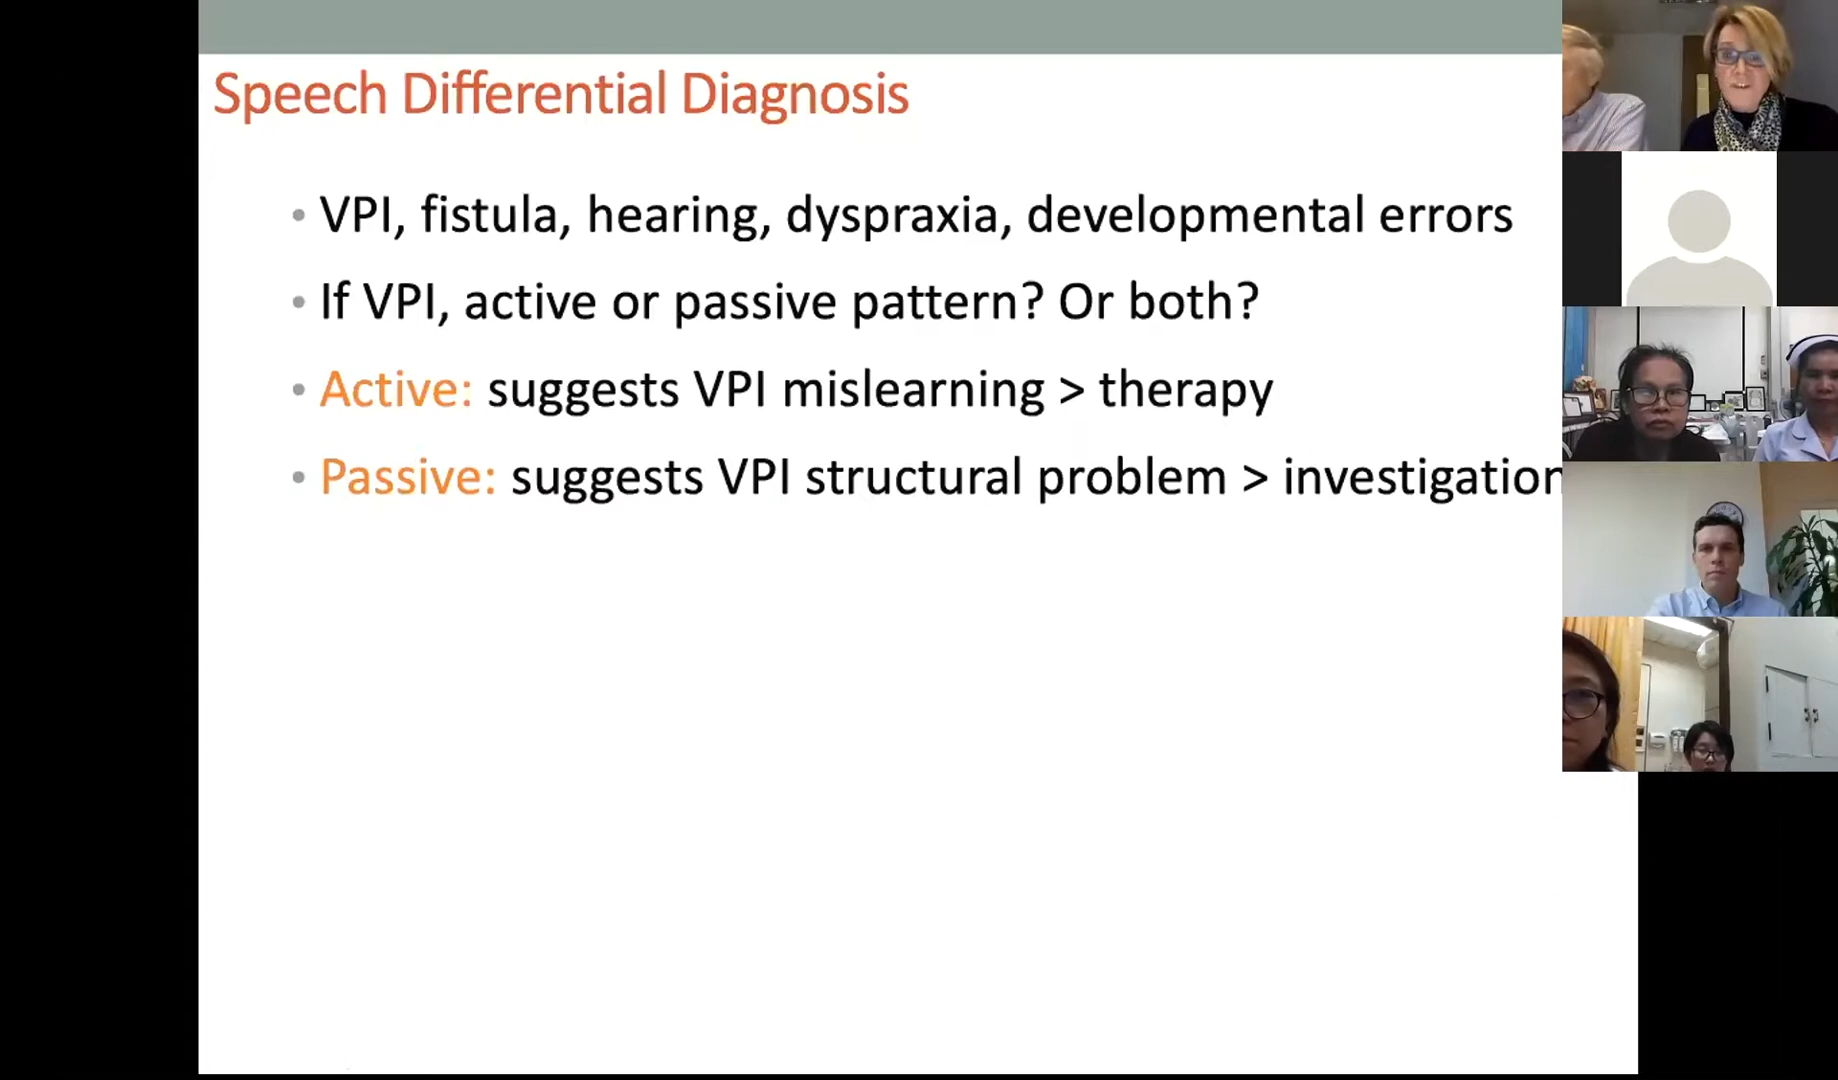 Speech Differential Diagnosis
• VPI, fistula, hearing, dyspraxia, developmental errors
• If VPI, active or passive pattern? Or both?
• Active: suggests VPI mislearning > therapy
• Passive: suggests VPI structural problem > investigation